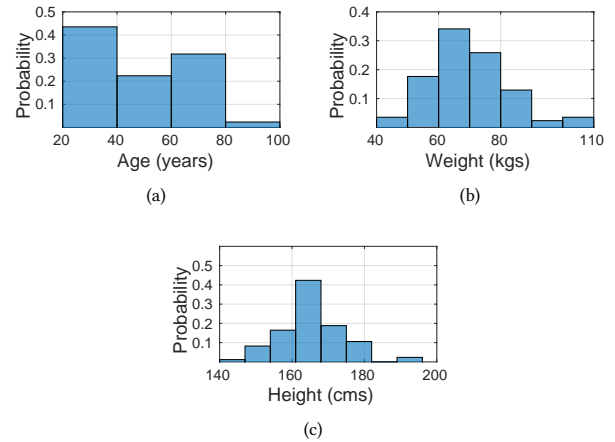 0.5
0.4
0.3
0.2
0.1
20 40 60 80 100
Probability
Age (years)
(a)
0.4
0.3
0.2
0.1
40 60 80 110
Probability
Weight (kgs)
(b)
0.5
0.4
0.3
0.2
0.1
140 160 180 200
Probability
Height (cms)
(c)